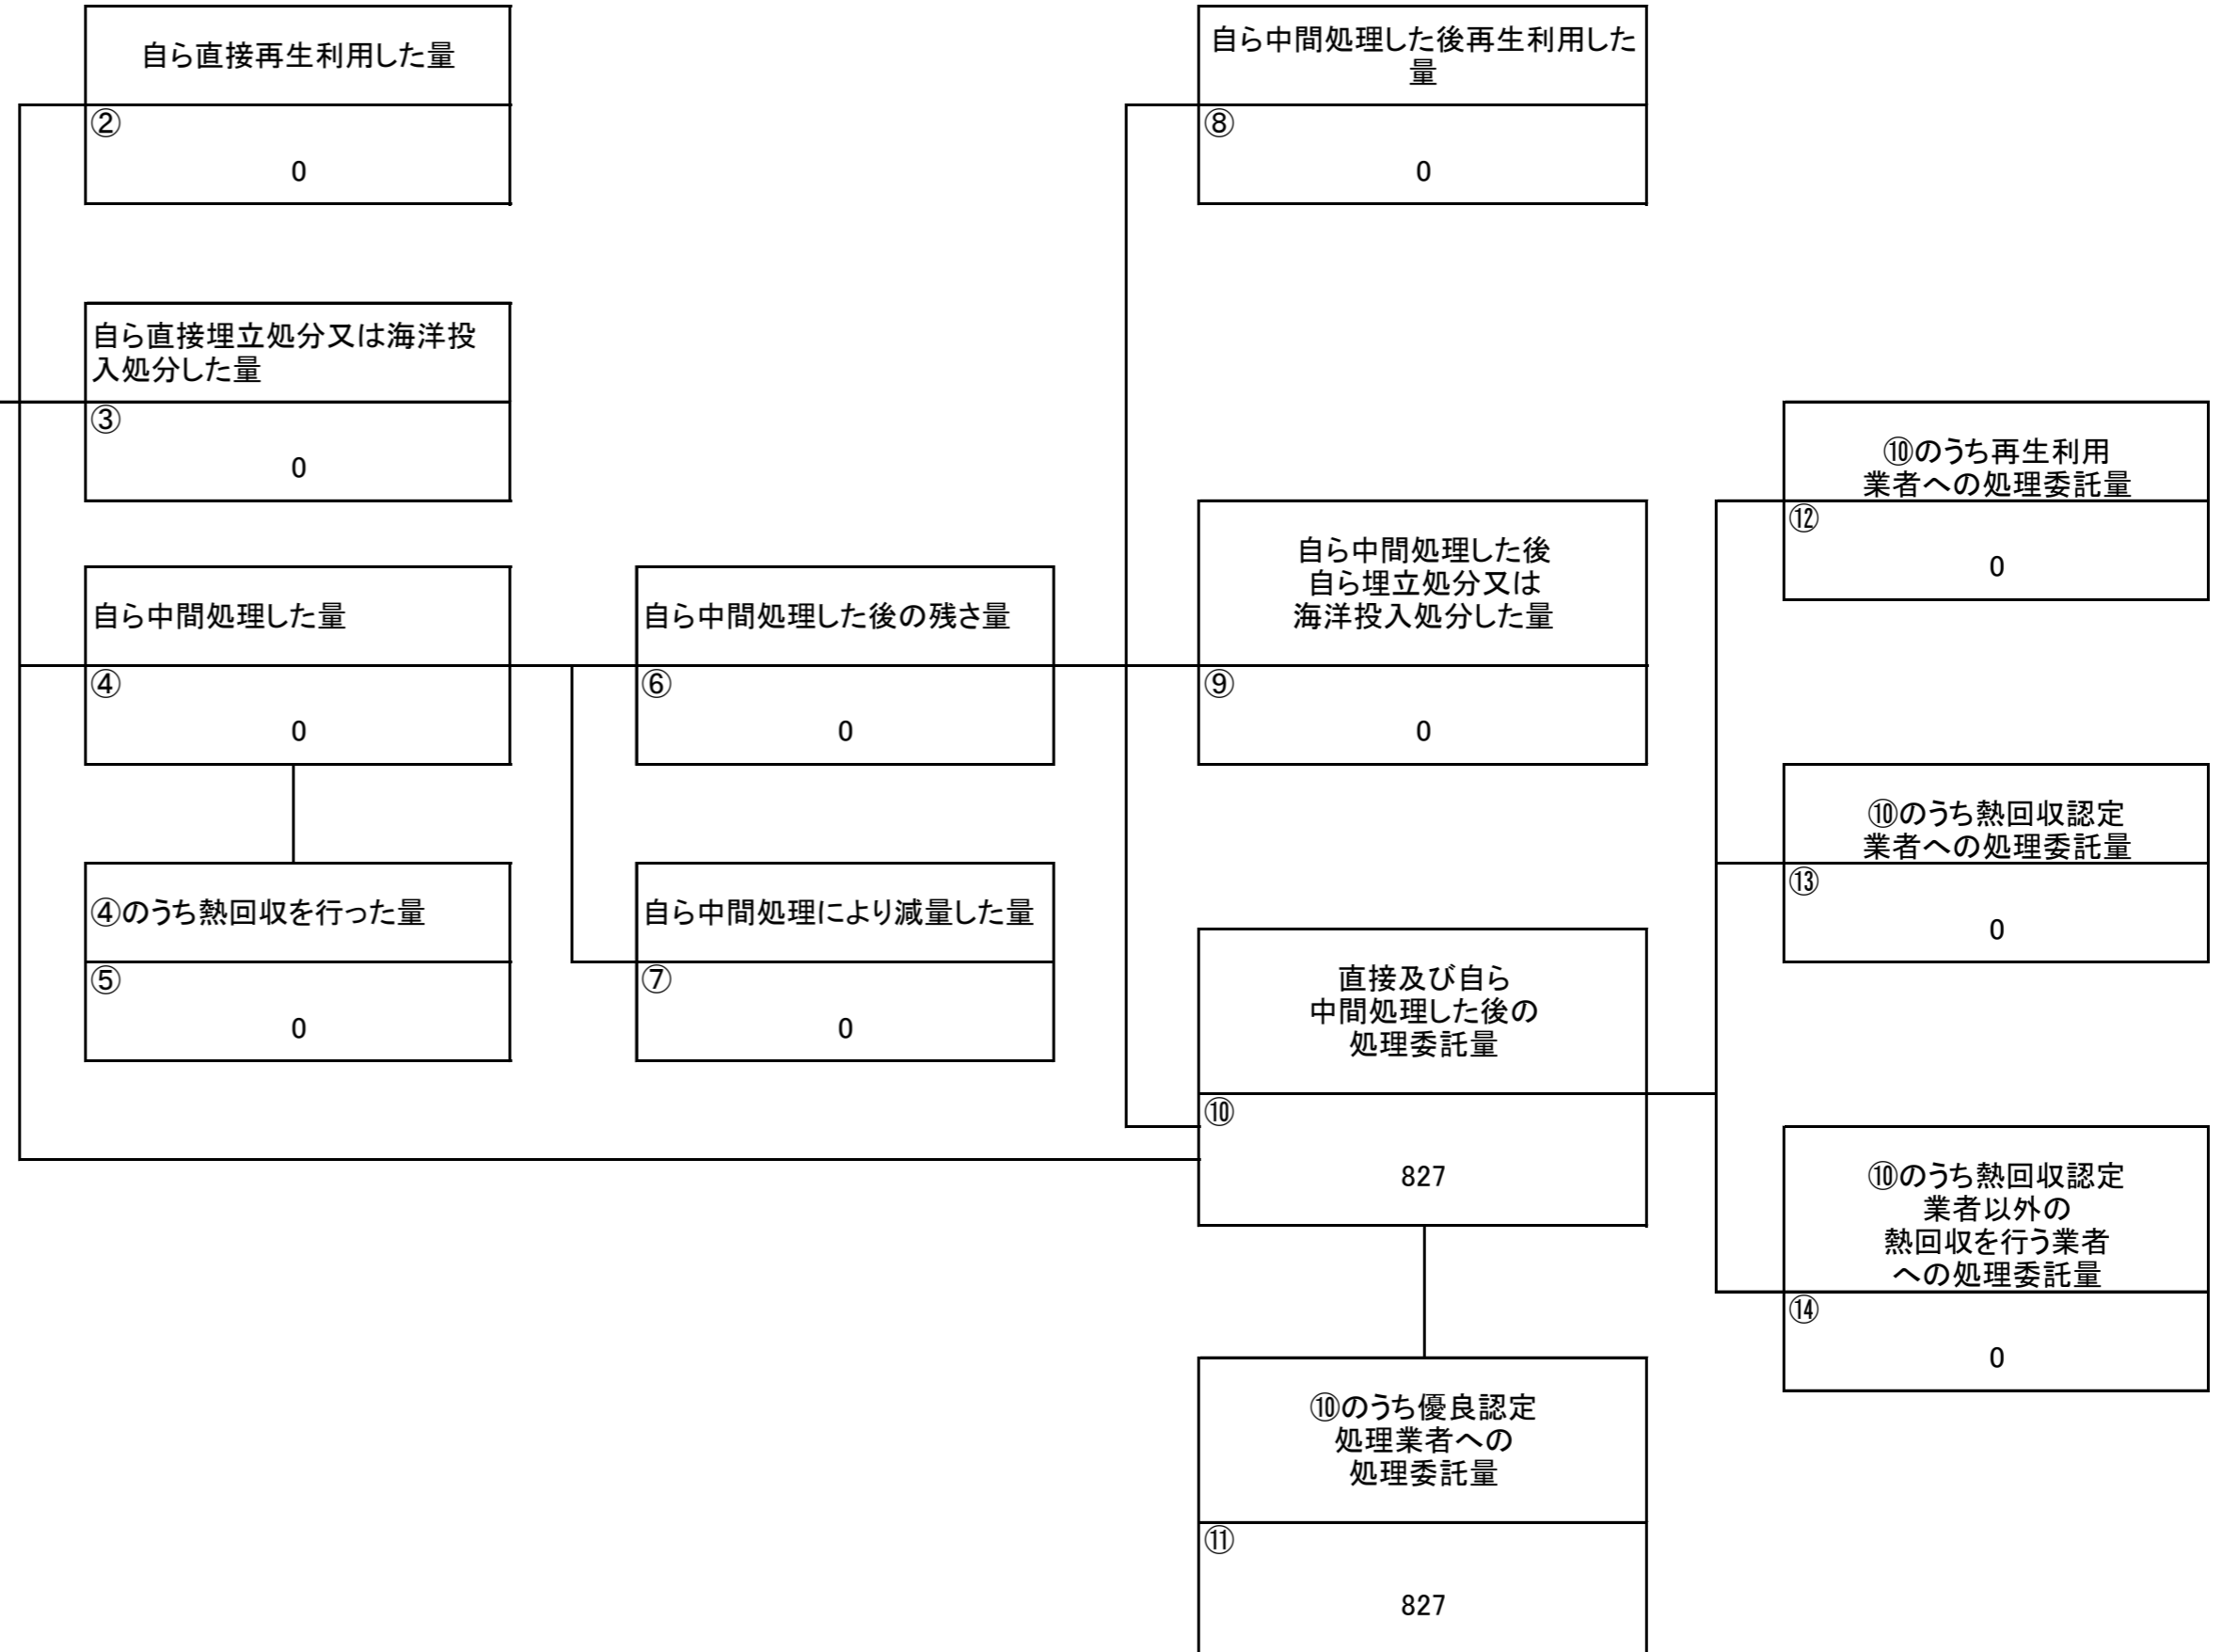 自ら直接再生利用した量
②
0
自ら直接埋立処分又は海洋投
入処分した量
③
0
自ら中間処理した量
④
0
④のうち熱回収を行った量
⑤
0
自ら中間処理した後の残さ量
⑥
0
自ら中間処理により減量した量
⑦
0
自ら中間処理した後再生利用した
量
⑧
0
自ら中間処理した後
自ら埋立処分又は
海洋投入処分した量
⑨
0
直接及び自ら
中間処理した後の
処理委託量
⑩
827
⑩のうち優良認定
処理業者への
処理委託量
⑪
827
⑩のうち再生利用
業者への処理委託量
⑫
0
⑩のうち熱回収認定
業者への処理委託量
⑬
0
⑩のうち熱回収認定
業者以外の
熱回収を行う業者
への処理委託量
⑭
0